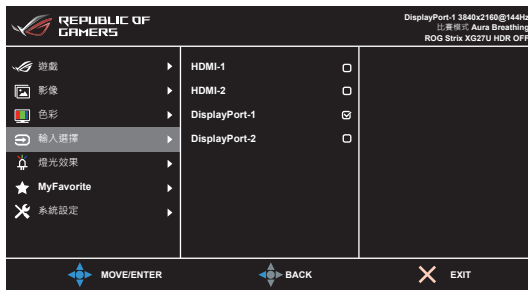 REPUBLIC OF
GAMERS
DisplayPort-1 3840x2160@144Hz
比賽模式 Aura Breathing
ROG Strix XG27U HDR OFF
遊戲
影像
色彩
輸入選擇
燈光效果
MyFavorite
系統設定
HDMI-1
HDMI-2
DisplayPort-1
DisplayPort-2
MOVE/ENTER
BACK
EXIT